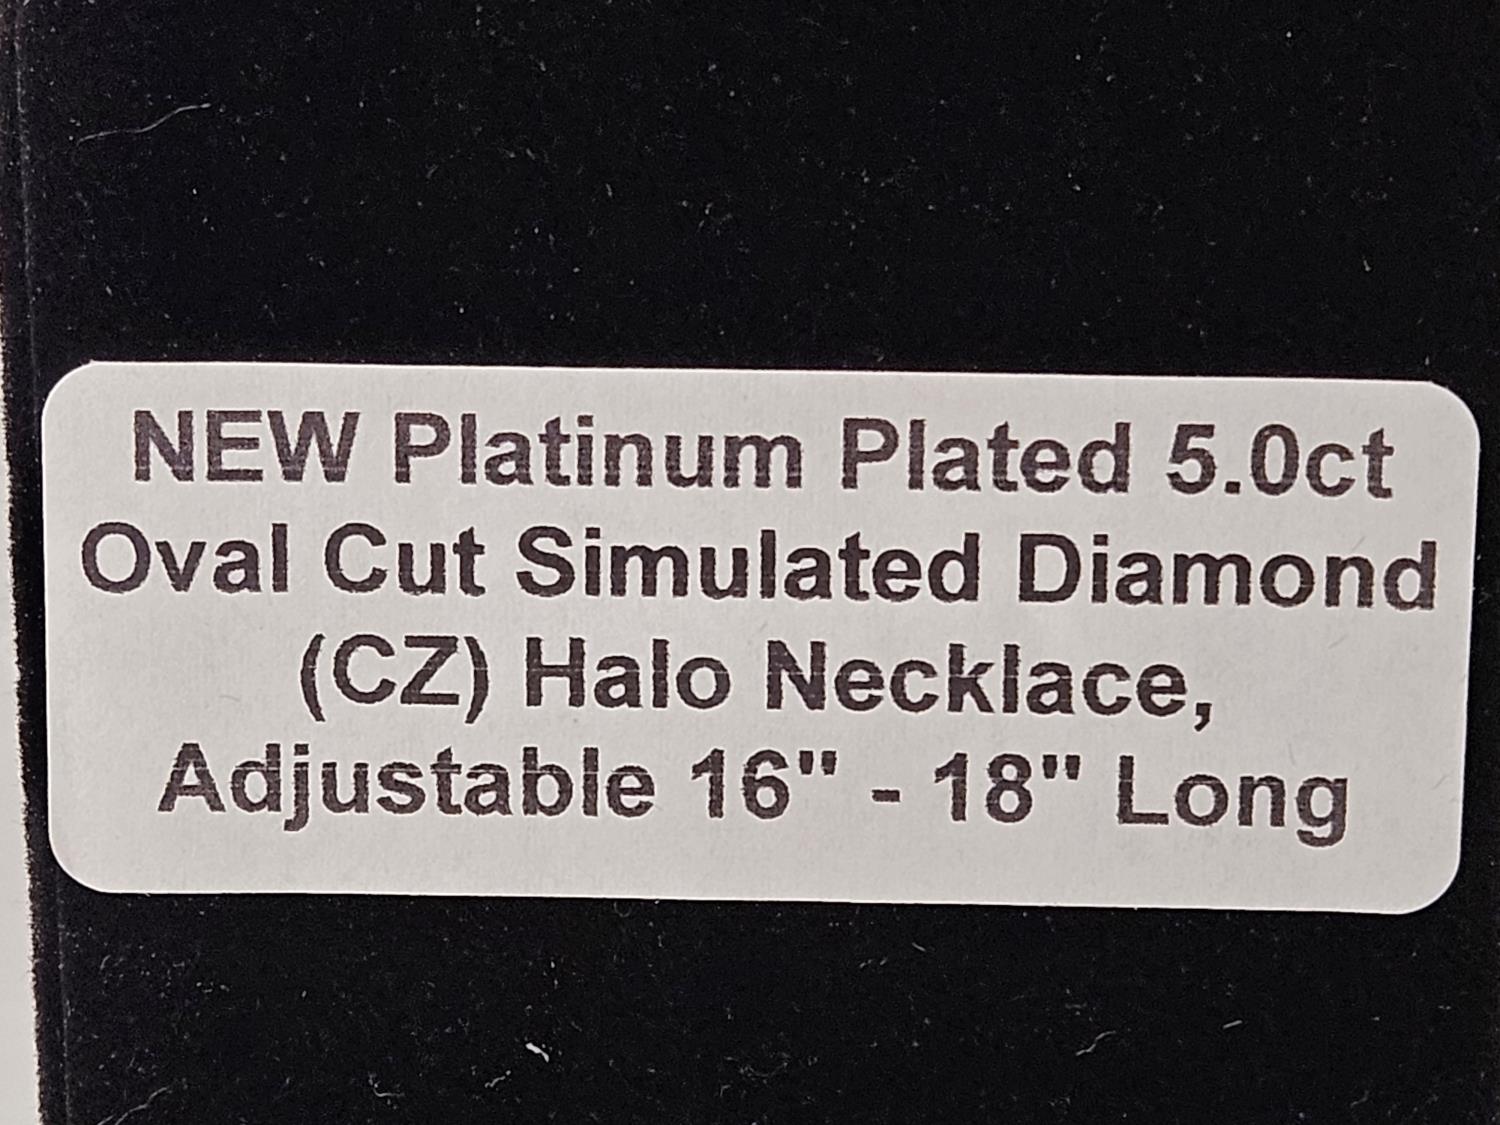 NEW Platinum Plated 5.0ct
Oval Cut Simulated Diamond
(CZ) Halo Necklace,
Adjustable 16" - 18" Long